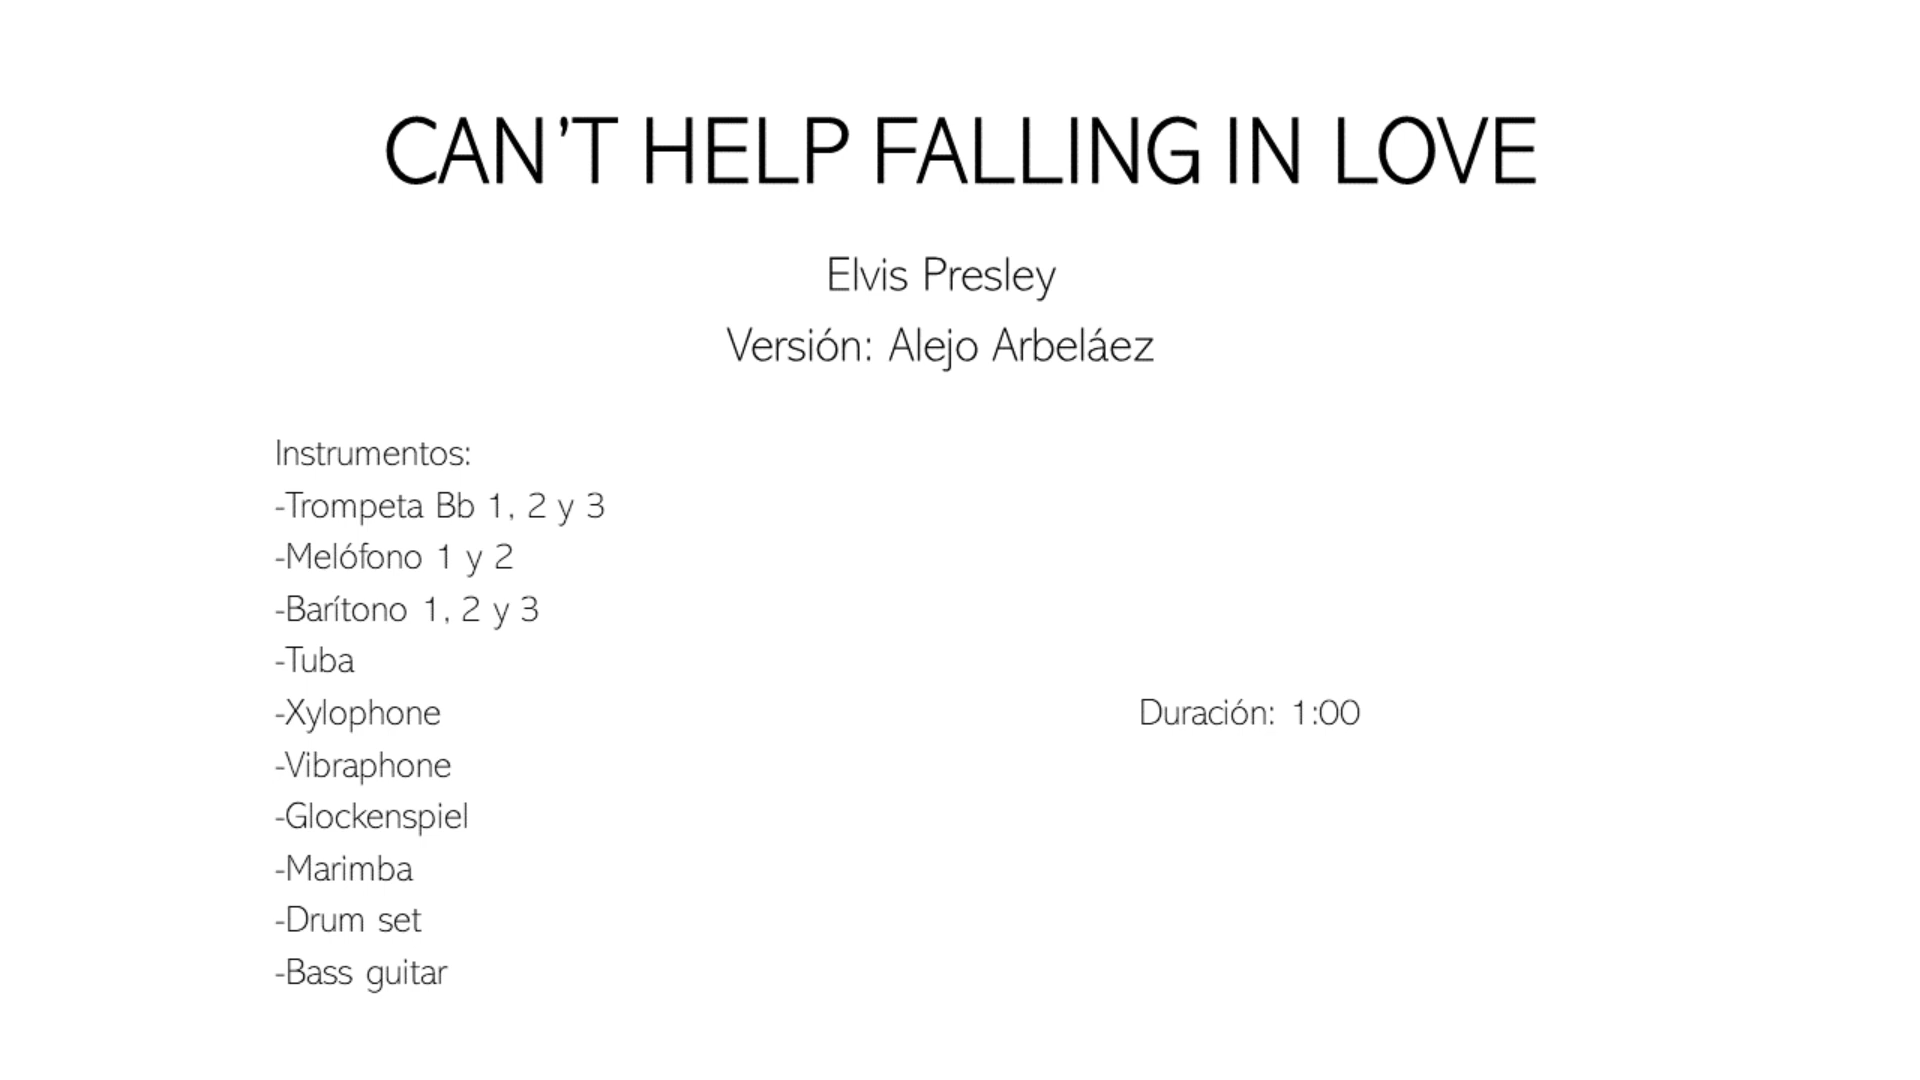 CAN'T HELP FALLING IN LOVE
Elvis Presley
Versión: Alejo Arbeláez
Instrumentos:
-Trompeta Bb 1, 2 y 3
-Melófono 1 y 2
-Barítono 1, 2 y 3
-Tuba
-Xylophone
-Vibraphone
-Glockenspiel
-Marimba
-Drum set
-Bass guitar
Duración: 1:00